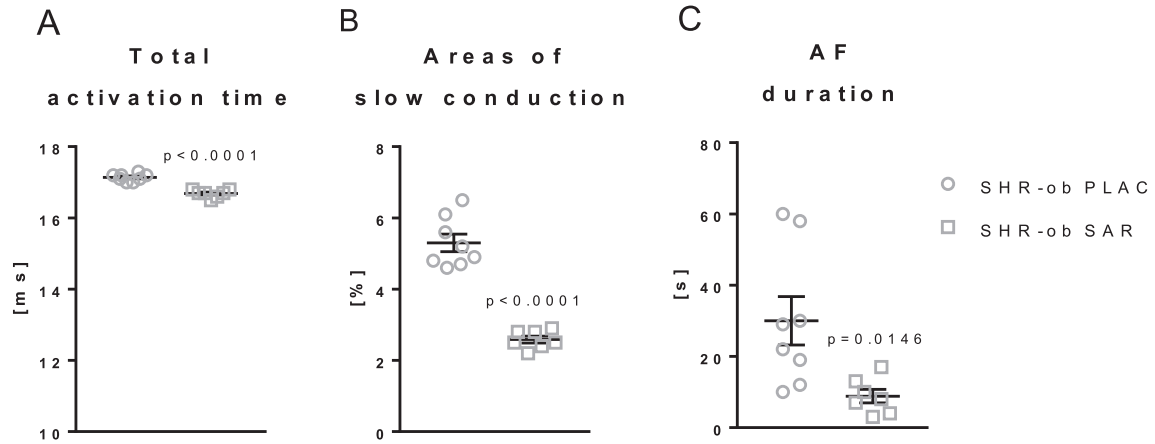 A
Total
activation time
[ms]
18
16
14
12
10
p<0.0001
B
Areas of
slow conduction
[%]
8
6
4
2
0
p<0.0001
C
AF
duration
[s]
80
60
40
20
0
p=0.0146
SHR-ob PLAC
SHR-ob SAR